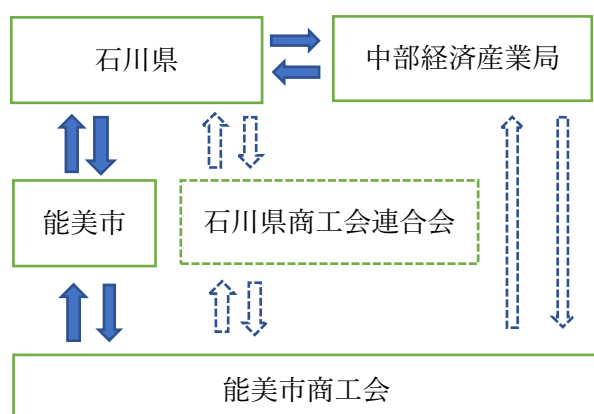 石川県
中部経済産業局
能美市
石川県商工会連合会
能美市商工会